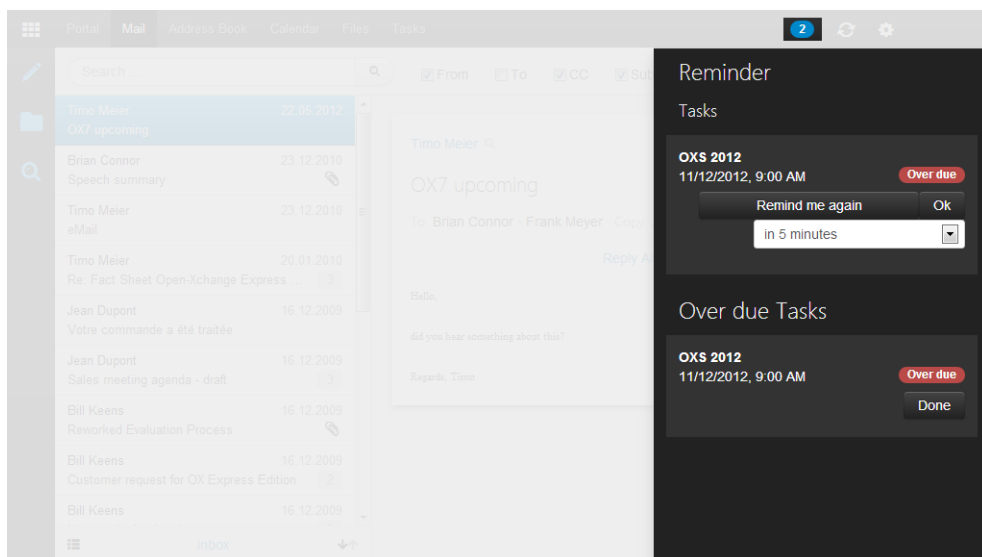 Portal Mail Address Book Calendar Files Tasks 2
Search...
From To CC Sub
Timo Meier 22.05.2012
OX7 upcoming
Brian Connor 23.12.2010
Speech summary
Timo Meier 23.12.2010
eMail
Timo Meier 20.01.2010
Re: Fact Sheet Open-Xchange Express ... 3
Jean Dupont 16.12.2009
Votre commande a été traitée
Jean Dupont 16.12.2009
Sales meeting agenda - draft 3
Bill Keens 16.12.2009
Reworked Evaluation Process
Bill Keens 16.12.2009
Customer request for OX Express Edition 2
Bill Keens 16.12.2009
Inbox
Timo Meier
OX7 upcoming
To Brian Connor · Frank Meyer Copy
Reply A
Hallo,
did you hear something about this?
Regards, Timo
Reminder
Tasks
OXS 2012
11/12/2012, 9:00 AM Over due
Remind me again Ok
in 5 minutes
Over due Tasks
OXS 2012
11/12/2012, 9:00 AM Over due
Done